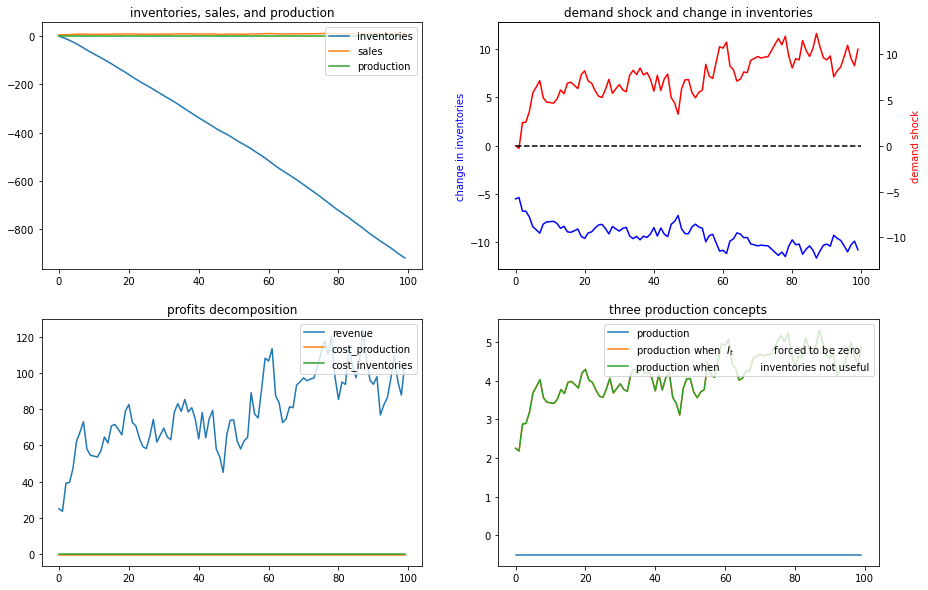 inventories, sales, and production
0
−200
−400
−600
−800
0 20 40 60 80 100
inventories
sales
production
demand shock and change in inventories
change in inventories
10
5
0
−5
−10
0 20 40 60 80 100
10
5
0
−5
−10
demand shock
profits decomposition
120
100
80
60
40
20
0
0 20 40 60 80 100
revenue
cost_production
cost_inventories
three production concepts
5
4
3
2
1
0
0 20 40 60 80 100
production
production when I_t forced to be zero
production when inventories not useful